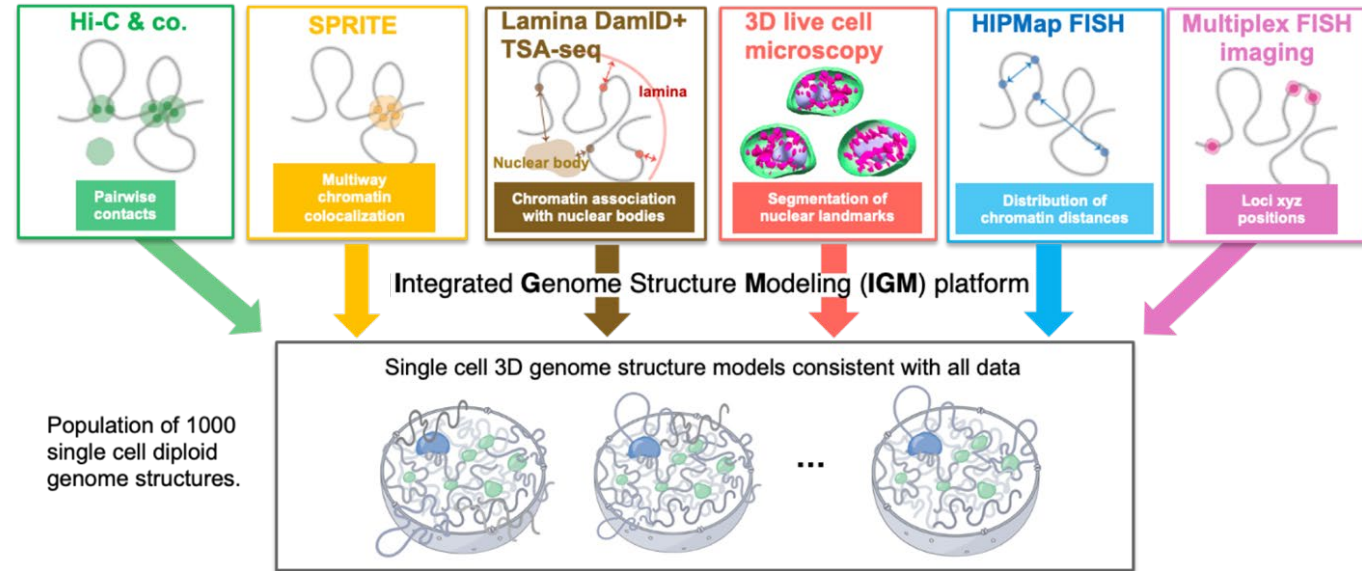 Hi-C & co.
Pairwise
contacts
SPRITE
Multiway
chromatin
colocalization
Lamina DamID+
TSA-seq
lamina
Nuclear body
Chromatin association
with nuclear bodies
3D live cell
microscopy
Segmentation of
nuclear landmarks
HIPMap FISH
Distribution of
chromatin distances
Multiplex FISH
imaging
Loci xyz
positions
Integrated Genome Structure Modeling (IGM) platform
Single cell 3D genome structure models consistent with all data
Population of 1000
single cell diploid
genome structures.
...